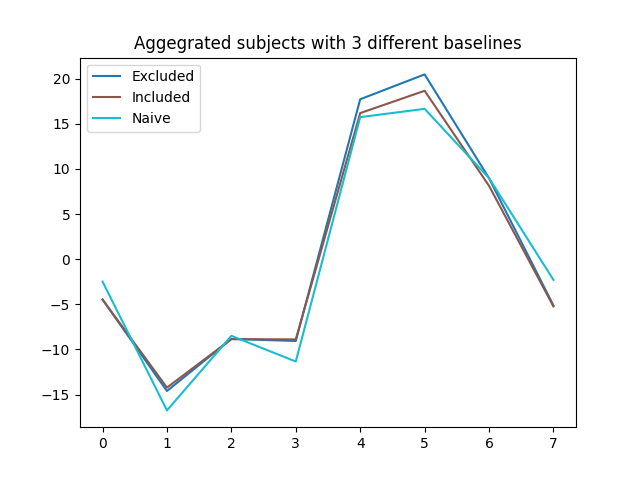 Aggegrated subjects with 3 different baselines
Excluded
Included
Naive
20
15
10
5
0
−5
−10
−15
0 1 2 3 4 5 6 7